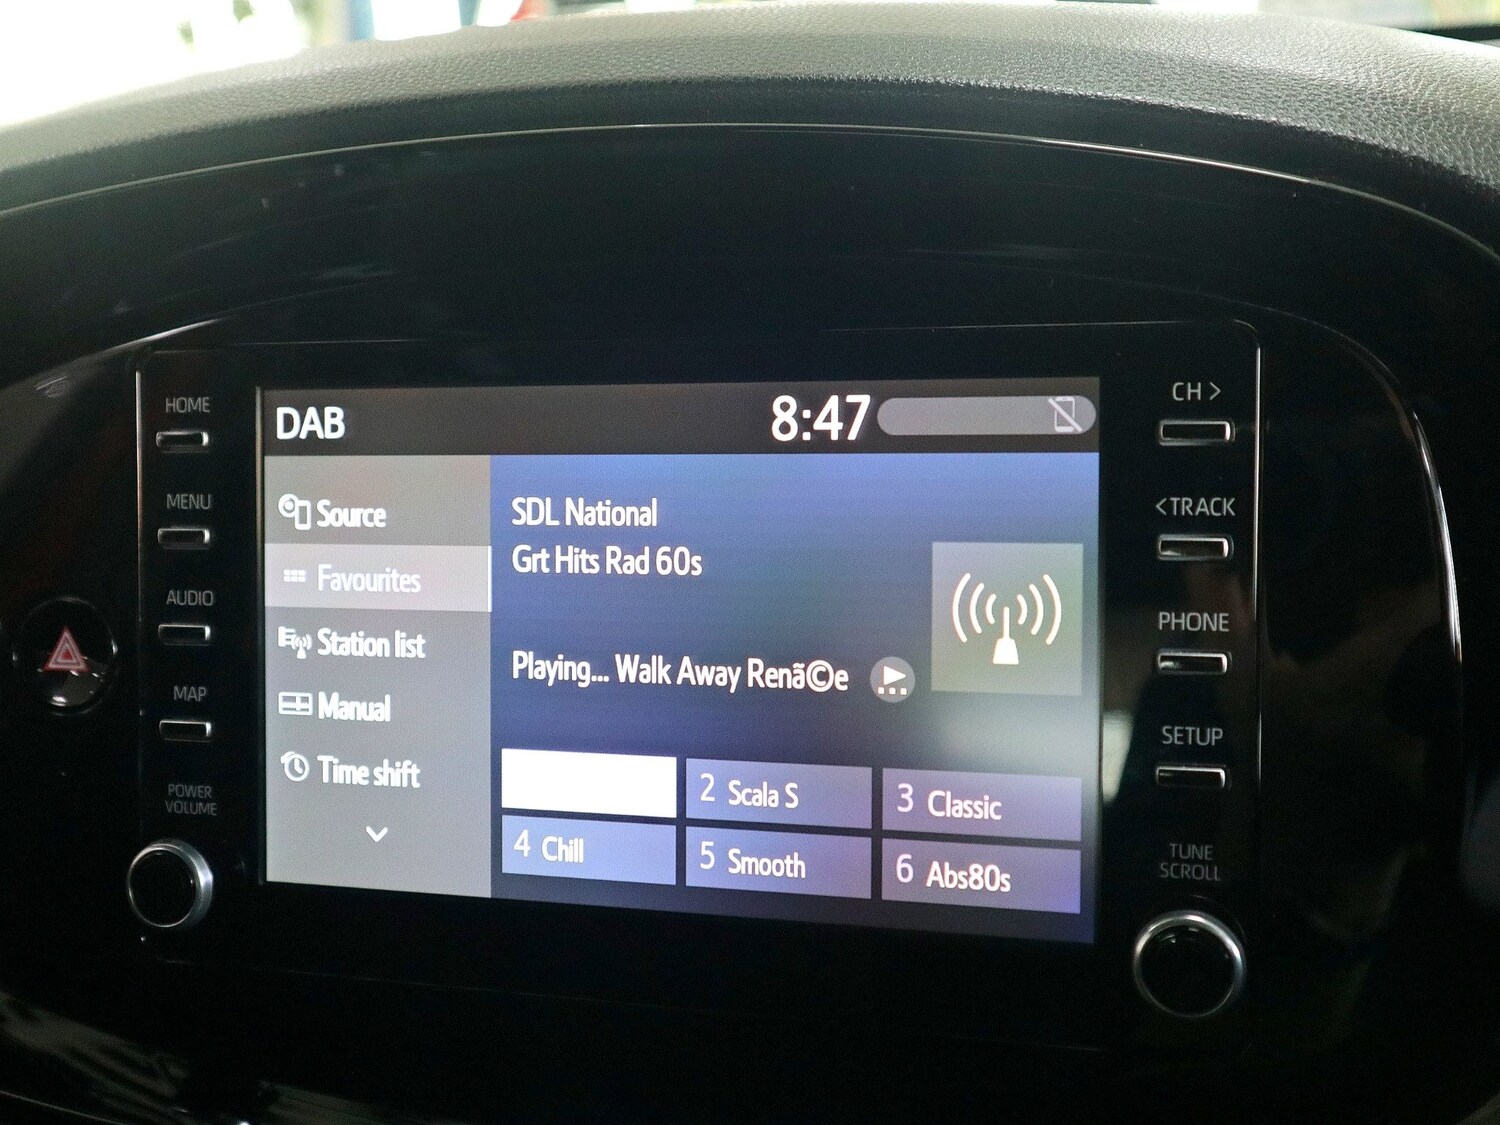 HOME
MENU
AUDIO
MAP
POWER
VOLUME
DAB
8:47
Source
Favourites
Station list
Manual
Time shift
SDL National
Grt Hits Rad 60s
Playing... Walk Away Renã©e
2 Scala S
3 Classic
4 Chill
5 Smooth
6 Abs80s
CH >
< TRACK
PHONE
SETUP
TUNE
SCROLL